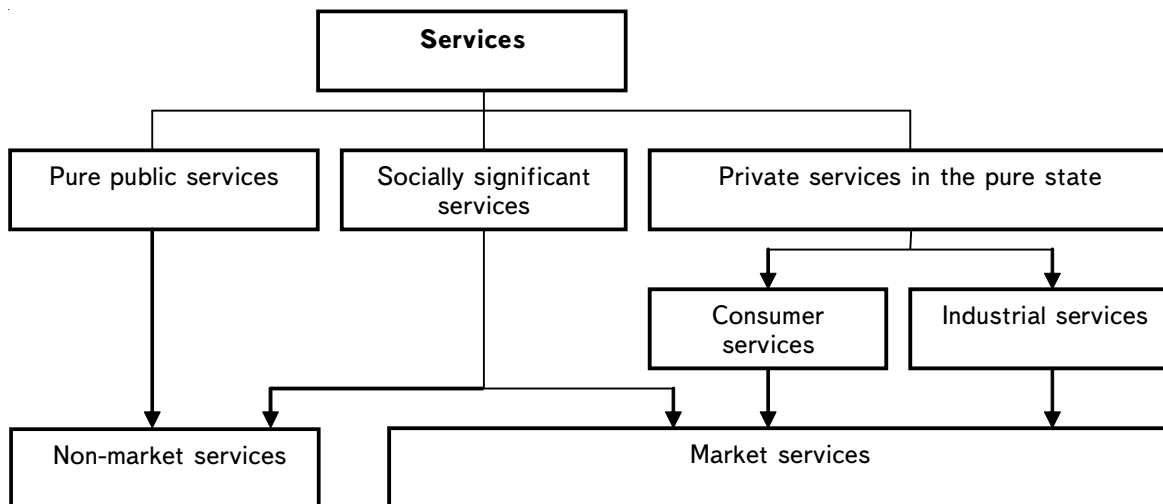 Services
Pure public services
Socially significant
services
Private services in the pure state
Consumer
services
Industrial services
Non-market services
Market services